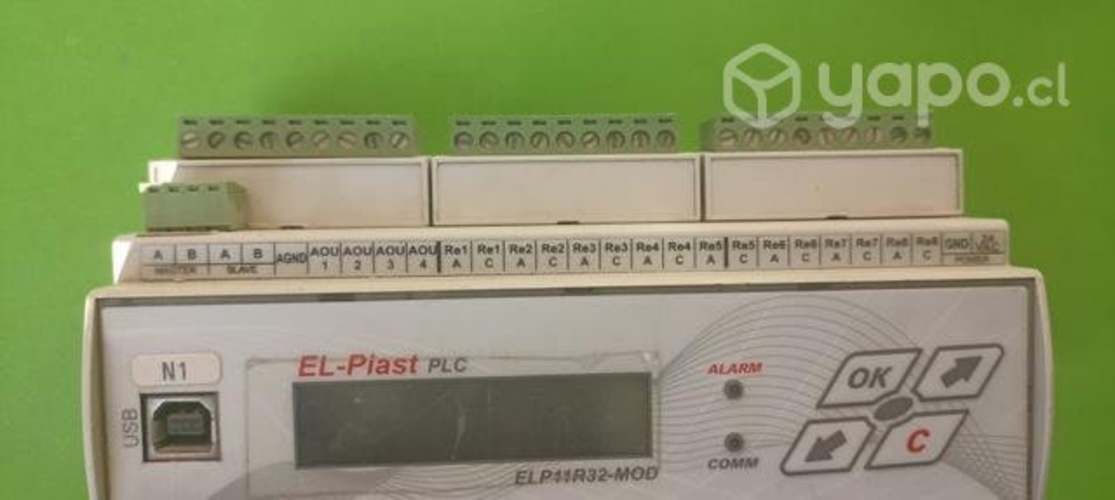 yapo.cl
A B A B AGND AOU 1 AOU 2 AOU 3 AOU 4 Re1 A Re1 C Re2 A Re2 C Re3 A Re3 C Re4 A Re4 C Re5 A Re5 C Re6 A Re6 C Re7 A Re7 C Re8 A Re8 C GND 24 VDC
MASTER SLAVE POWER
N1
USB
EL-Piast PLC
ELP11R32-MOD
ALARM
COMM
OK
C